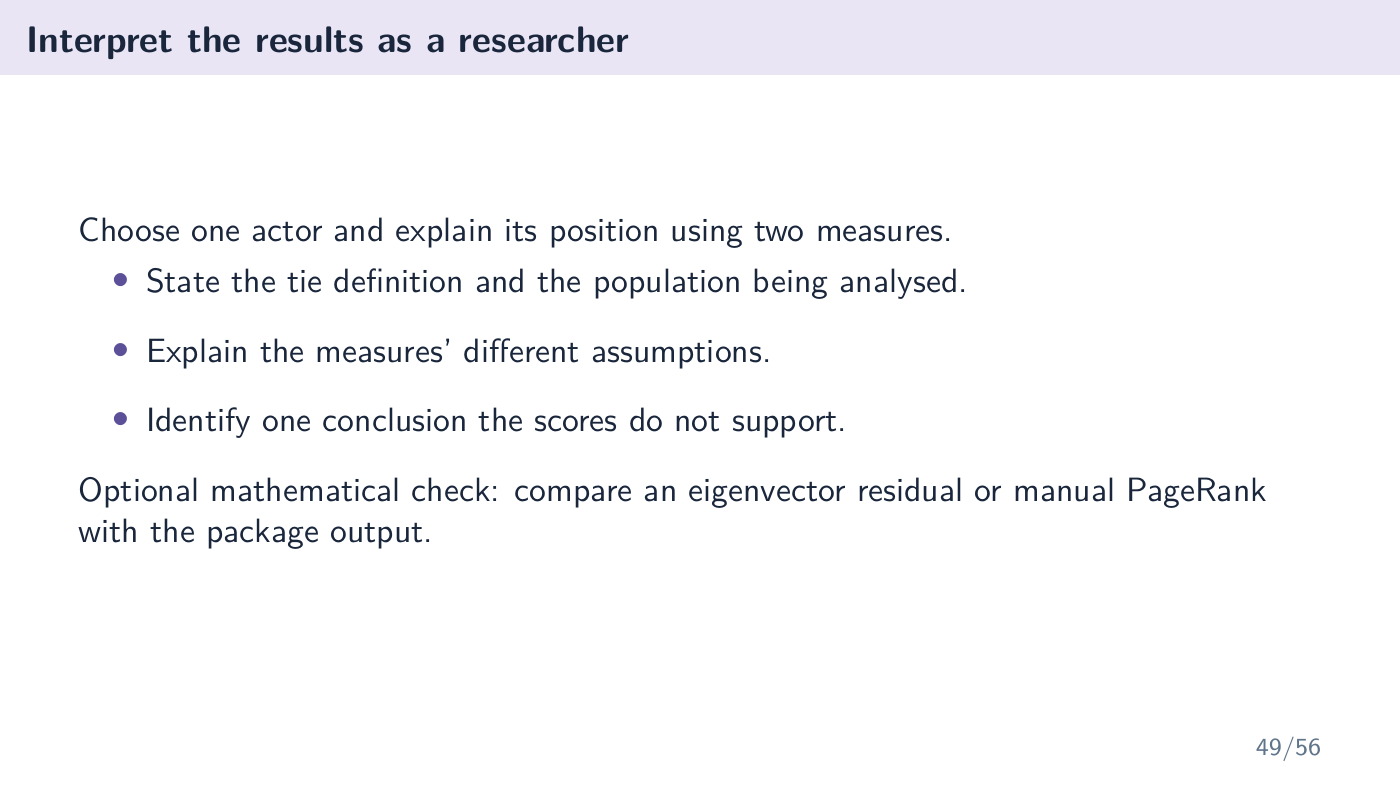 Interpret the results as a researcher
Choose one actor and explain its position using two measures.
• State the tie definition and the population being analysed.
• Explain the measures’ different assumptions.
• Identify one conclusion the scores do not support.
Optional mathematical check: compare an eigenvector residual or manual PageRank
with the package output.
49/56